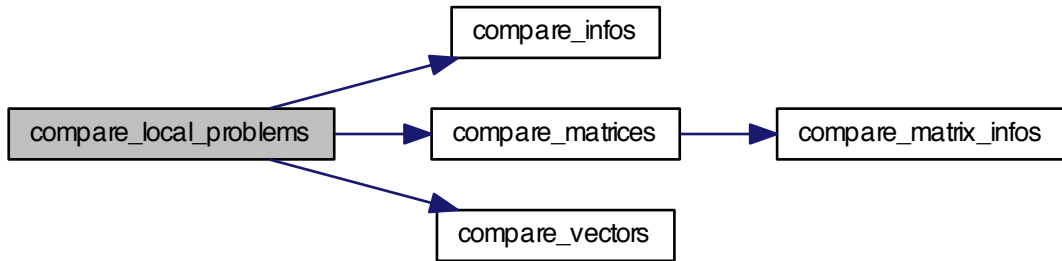 compare_infos
compare_local_problems
compare_matrices
compare_matrix_infos
compare_vectors